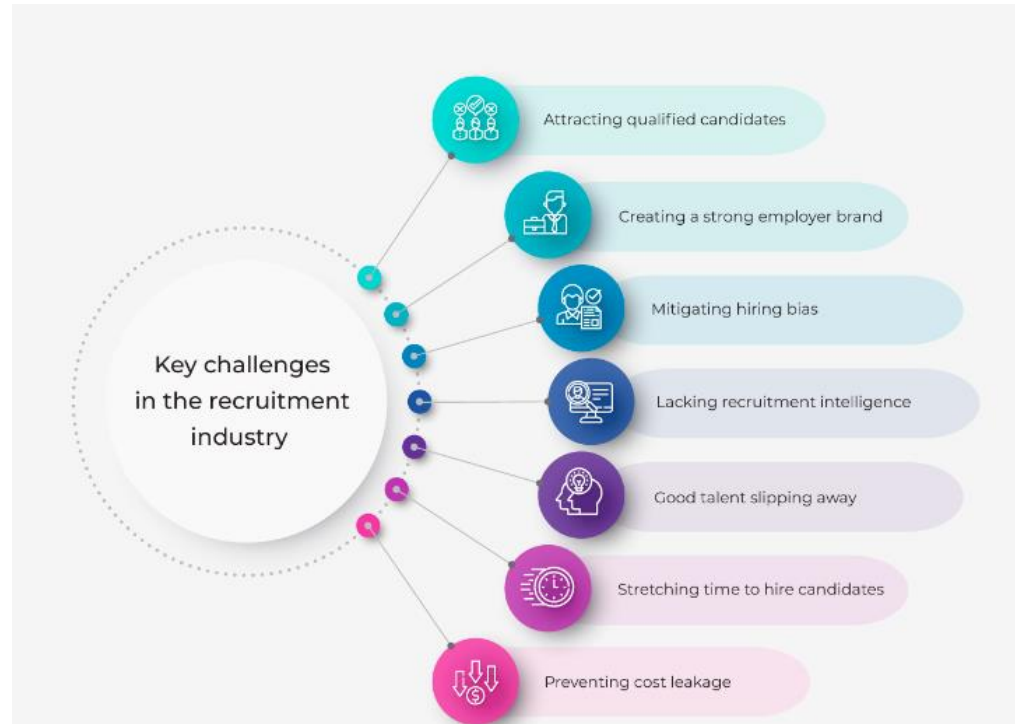 Key challenges
in the recruitment
industry
Attracting qualified candidates
Creating a strong employer brand
Mitigating hiring bias
Lacking recruitment intelligence
Good talent slipping away
Stretching time to hire candidates
Preventing cost leakage
$